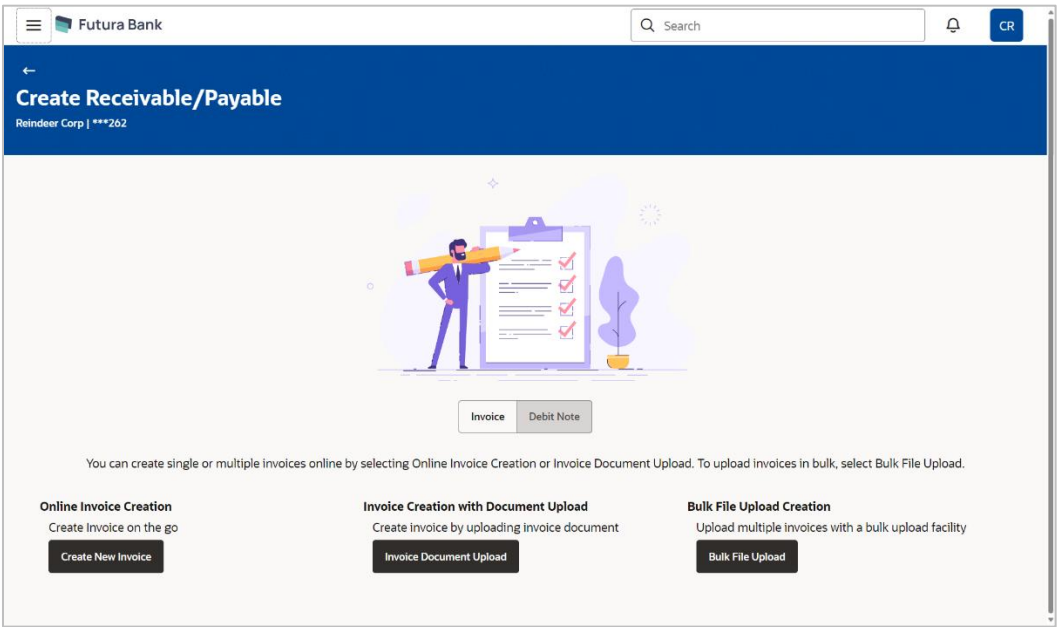 Futura Bank
Search
CR
Create Receivable/Payable
Reindeer Corp | ***262
Invoice
Debit Note
You can create single or multiple invoices online by selecting Online Invoice Creation or Invoice Document Upload. To upload invoices in bulk, select Bulk File Upload.
Online Invoice Creation
Create Invoice on the go
Create New Invoice
Invoice Creation with Document Upload
Create invoice by uploading invoice document
Invoice Document Upload
Bulk File Upload Creation
Upload multiple invoices with a bulk upload facility
Bulk File Upload